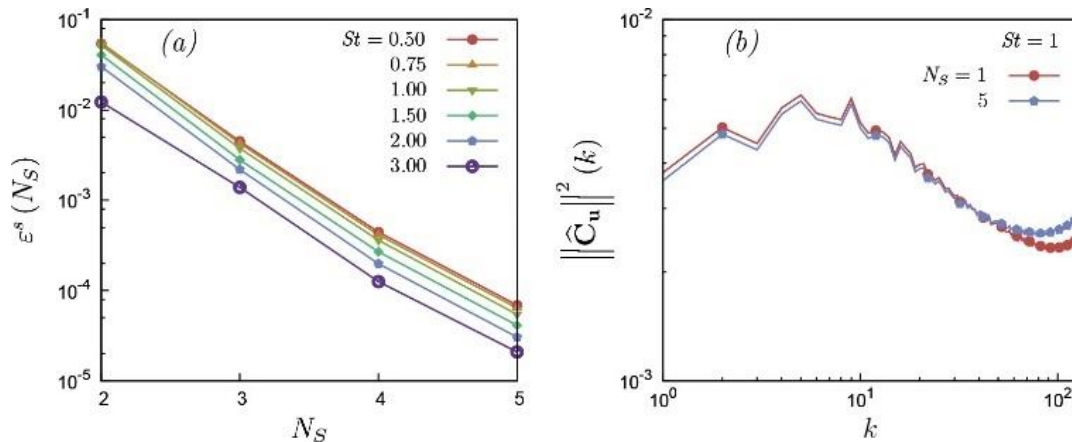 (a)
St = 0.50
0.75
1.00
1.50
2.00
3.00
10^-1
10^-2
10^-3
10^-4
10^-5
ε^s (N_S)
2 3 4 5
N_S
(b)
St = 1
N_S = 1
5
10^-2
10^-3
||Ĉ_u||^2 (k)
10^0 10^1 10^2
k